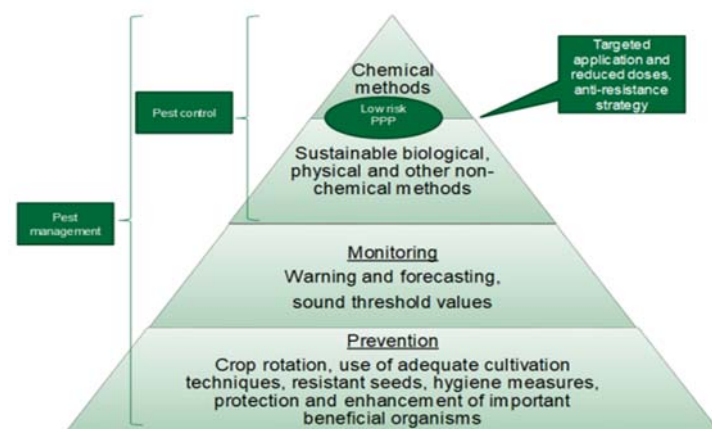 Chemical
methods
Low risk
PPP
Targeted
application and
reduced doses,
anti-resistance
strategy
Pest control
Sustainable biological,
physical and other non-
chemical methods
Pest
management
Monitoring
Warning and forecasting,
sound threshold values
Prevention
Crop rotation, use of adequate cultivation
techniques, resistant seeds, hygiene measures,
protection and enhancement of important
beneficial organisms